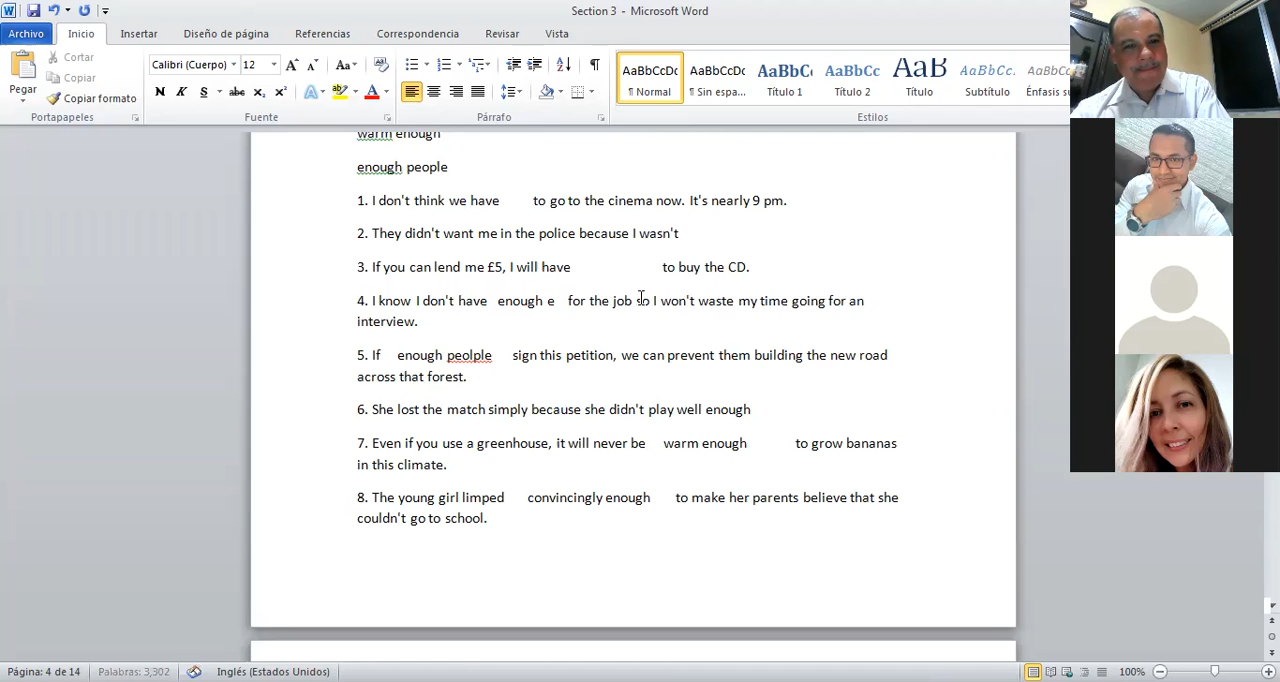 Section 3 - Microsoft Word
Archivo Inicio Insertar Diseño de página Referencias Correspondencia Revisar Vista
Pegar
Cortar
Copiar
Copiar formato
Portapapeles
Calibri (Cuerpo) 12
Fuente
Párrafo
AaBbCcDc AaBbCcDc AaBbC AaBbCc AaB AaBbCc. AaBbCc
¶ Normal ¶ Sin espa... Título 1 Título 2 Título Subtítulo Énfasis
Estilos
warm enough
enough people
1. I don't think we have to go to the cinema now. It's nearly 9 pm.
2. They didn't want me in the police because I wasn't
3. If you can lend me £5, I will have to buy the CD.
4. I know I don't have enough e for the job so I won't waste my time going for an
interview.
5. If enough peolple sign this petition, we can prevent them building the new road
across that forest.
6. She lost the match simply because she didn't play well enough
7. Even if you use a greenhouse, it will never be warm enough to grow bananas
in this climate.
8. The young girl limped convincingly enough to make her parents believe that she
couldn't go to school.
Página: 4 de 14 Palabras: 3,302 Inglés (Estados Unidos) 100%